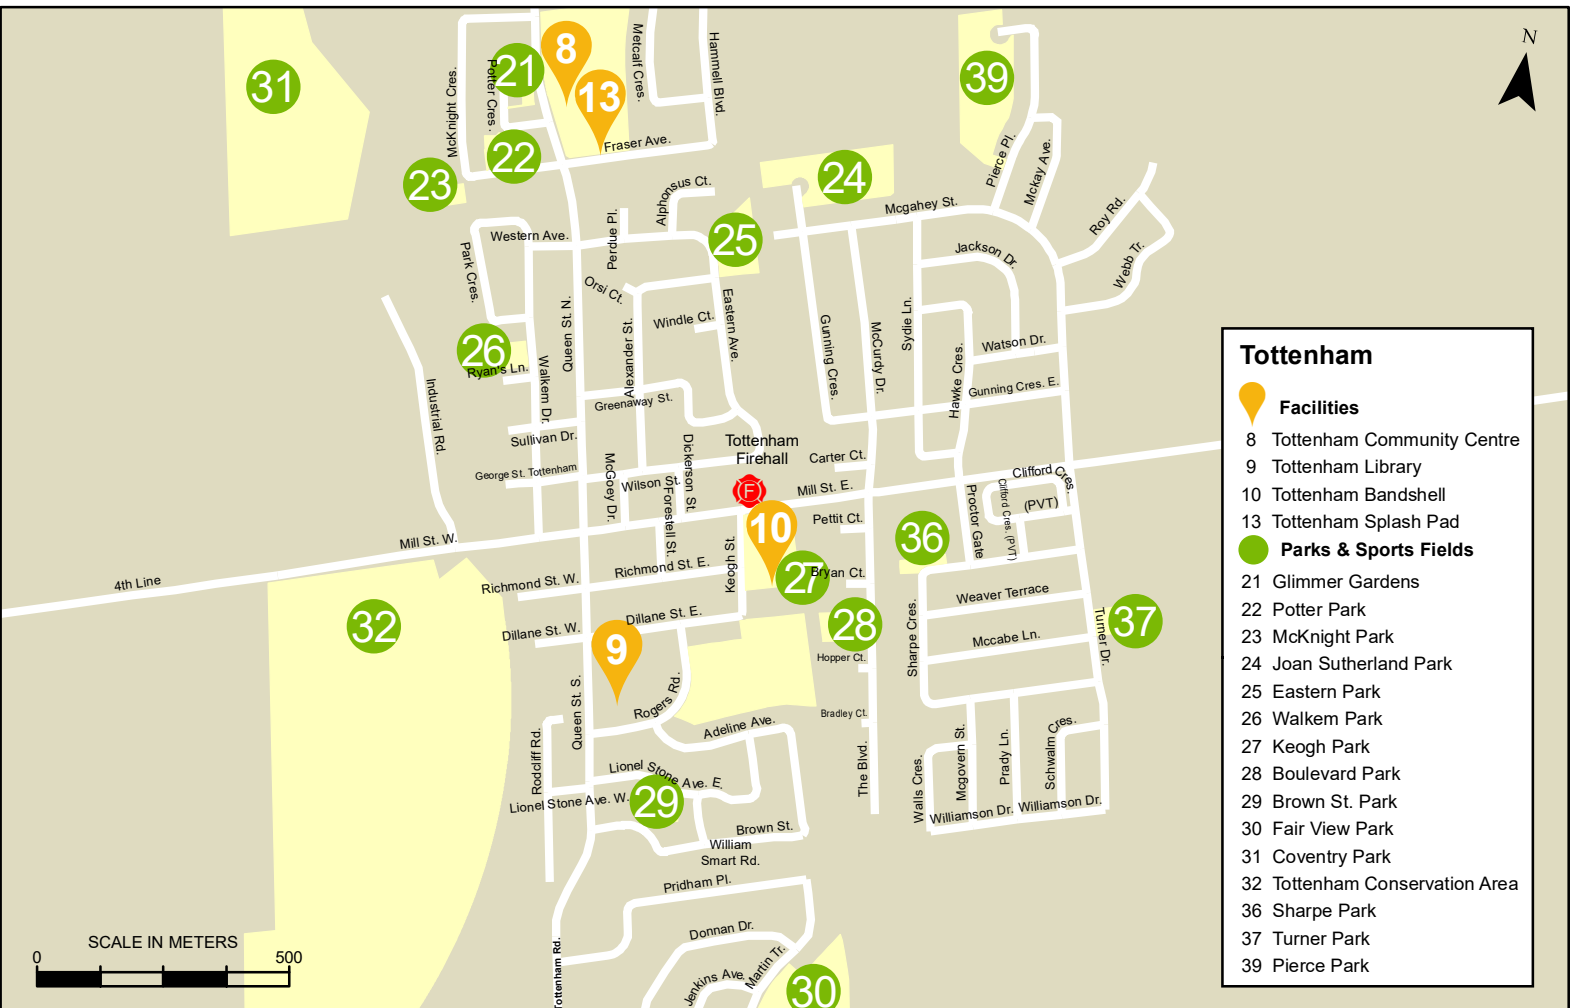 N
31
21
8
13
39
McKnight Cres.
Potter Cres.
Metcalf Cres.
Hammell Blvd.
Fraser Ave.
22
23
24
Pierce Pl.
Mckay Ave.
Alphonsus Ct.
Mcgahey St.
Roy Rd.
Webb Tr.
Western Ave.
Perdue Pl.
25
Jackson Dr.
Park Cres.
Orsi Ct.
Queen St. N.
Windle Ct.
Eastern Ave.
Alexander St.
Gunning Cres.
McCurdy Dr.
Sydie Ln.
Watson Dr.
26
Ryan's Ln.
Walkem Dr.
Hawke Cres.
Gunning Cres. E.
Industrial Rd.
Greenaway St.
Sullivan Dr.
Tottenham
Firehall
F
Dickerson St.
Carter Ct.
George St. Tottenham
McGoey Dr.
Wilson St.
Forestell St.
Mill St. E.
Clifford Cres.
Clifford Cres. (PVT)
(PVT)
Proctor Gate
10
Pettit Ct.
36
Mill St. W.
4th Line
Richmond St. W.
Richmond St. E.
Keogh St.
27
Bryan Ct.
Weaver Terrace
Dillane St. W.
Dillane St. E.
32
9
28
Sharpe Cres.
Mccabe Ln.
Turner Dr.
37
Hopper Ct.
Queen St. S.
Rogers Rd.
Adeline Ave.
Bradley Ct.
Rodcliff Rd.
The Blvd.
Walls Cres.
Mcgovern St.
Prady Ln.
Schwalm Cres.
Lionel Stone Ave. E.
Lionel Stone Ave. W.
29
Williamson Dr.
Williamson Dr.
Brown St.
William
Smart Rd.
Pridham Pl.
Donnan Dr.
Martin Tr.
Jenkins Ave.
Tottenham Rd.
30
SCALE IN METERS
0
500
Tottenham
Facilities
8 Tottenham Community Centre
9 Tottenham Library
10 Tottenham Bandshell
13 Tottenham Splash Pad
Parks & Sports Fields
21 Glimmer Gardens
22 Potter Park
23 McKnight Park
24 Joan Sutherland Park
25 Eastern Park
26 Walkem Park
27 Keogh Park
28 Boulevard Park
29 Brown St. Park
30 Fair View Park
31 Coventry Park
32 Tottenham Conservation Area
36 Sharpe Park
37 Turner Park
39 Pierce Park